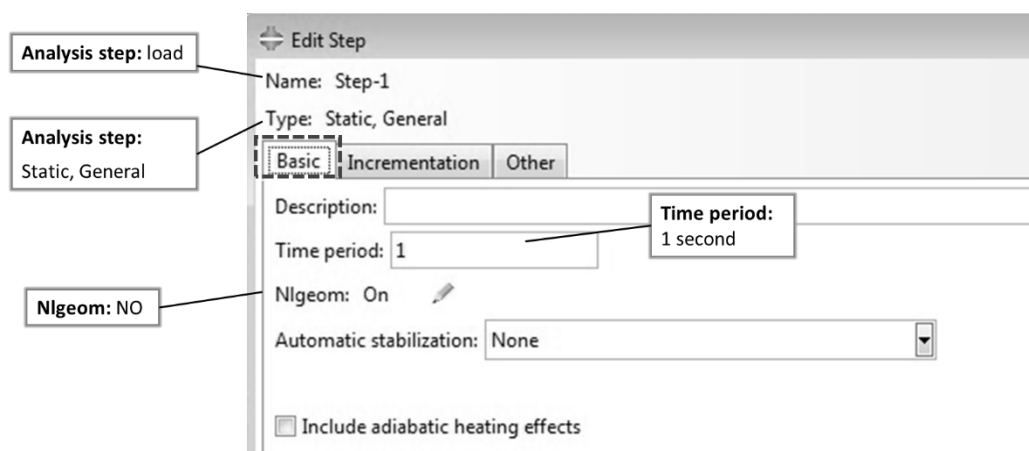 Edit Step
Analysis step: load
Name: Step-1
Type: Static, General
Analysis step:
Static, General
Basic Incrementation Other
Description:
Time period:
1 second
Time period: 1
Nlgeom: On
Nlgeom: NO
Automatic stabilization: None
Include adiabatic heating effects